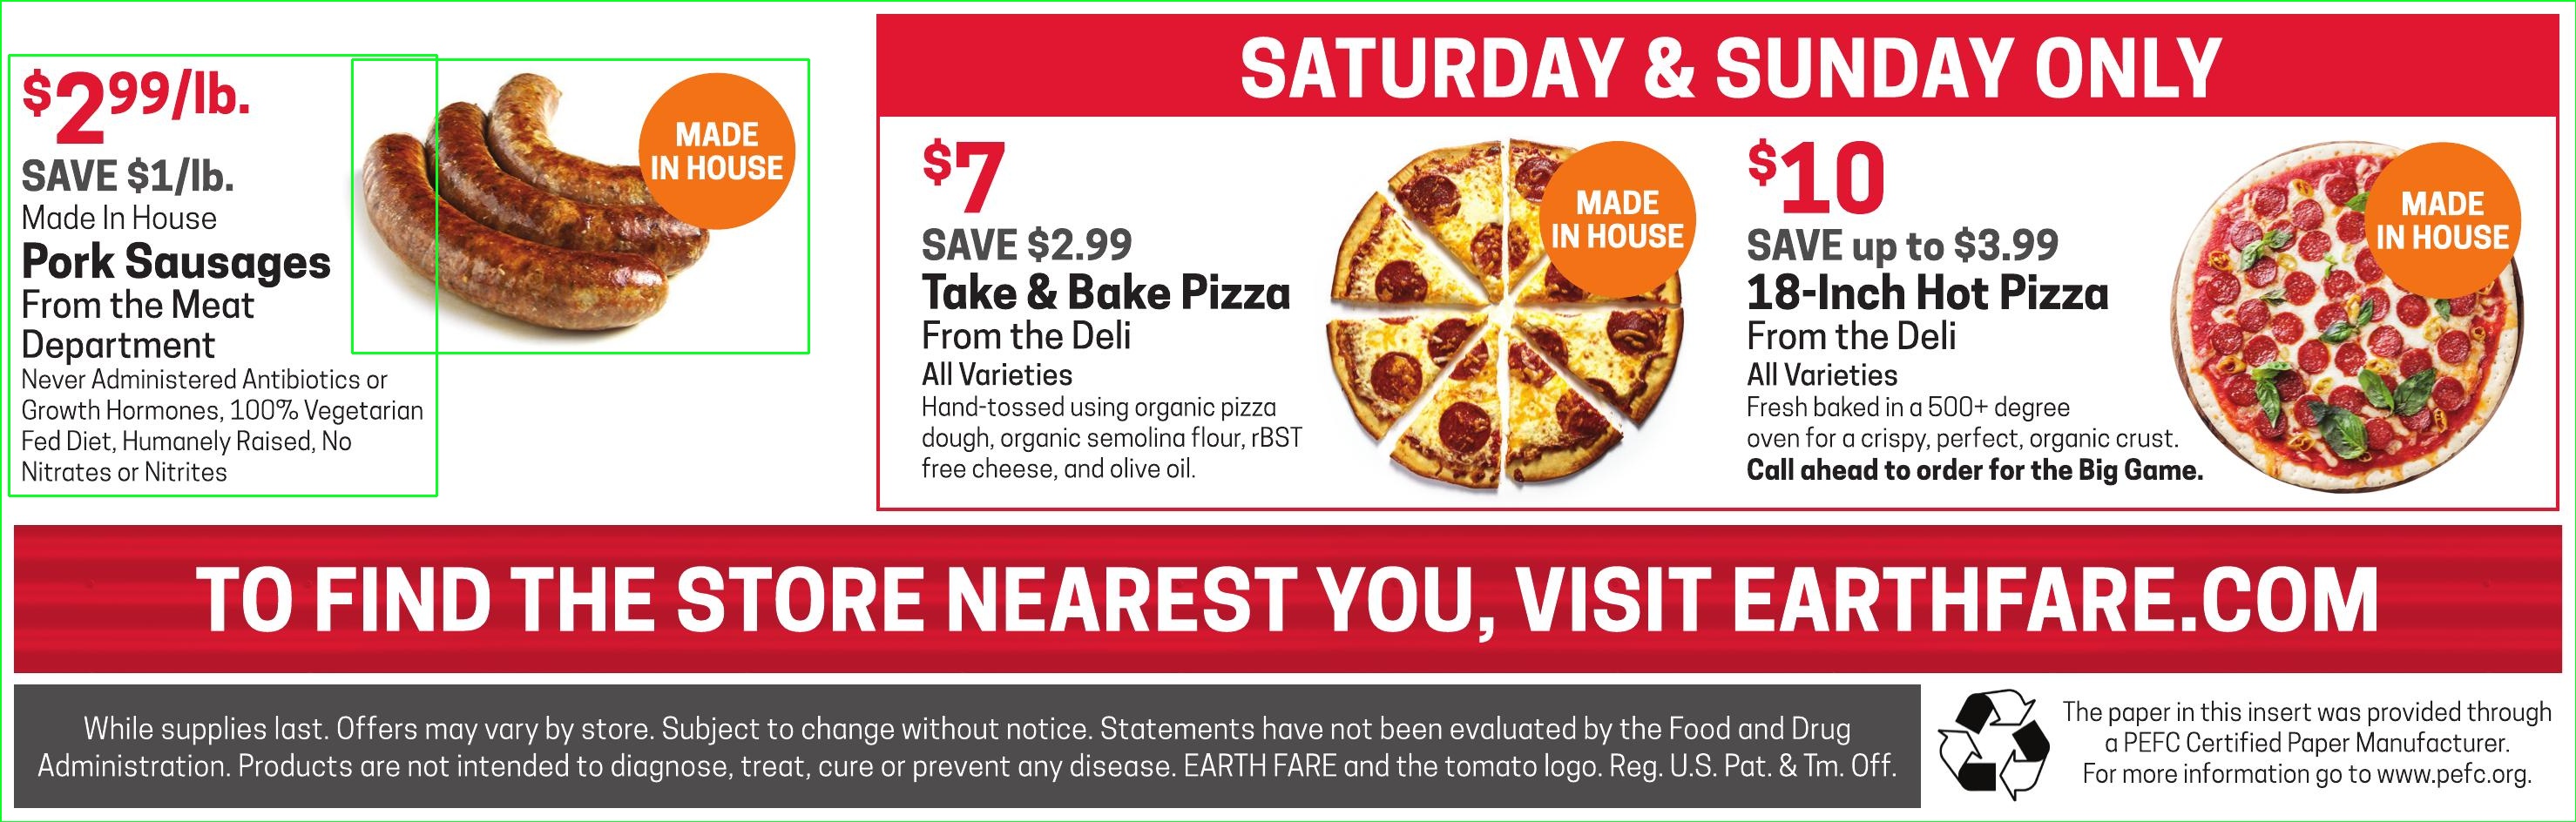 $2 99/lb.
SAVE $1/lb.
Made In House
Pork Sausages
From the Meat
Department
Never Administered Antibiotics or
Growth Hormones, 100% Vegetarian
Fed Diet, Humanely Raised, No
Nitrates or Nitrites
MADE
IN HOUSE
SATURDAY & SUNDAY ONLY
$7
SAVE $2.99
Take & Bake Pizza
From the Deli
All Varieties
Hand-tossed using organic pizza
dough, organic semolina flour, rBST
free cheese, and olive oil.
MADE
IN HOUSE
$10
SAVE up to $3.99
18-Inch Hot Pizza
From the Deli
All Varieties
Fresh baked in a 500+ degree
oven for a crispy, perfect, organic crust.
Call ahead to order for the Big Game.
MADE
IN HOUSE
TO FIND THE STORE NEAREST YOU, VISIT EARTHFARE.COM
While supplies last. Offers may vary by store. Subject to change without notice. Statements have not been evaluated by the Food and Drug
Administration. Products are not intended to diagnose, treat, cure or prevent any disease. EARTH FARE and the tomato logo. Reg. U.S. Pat. & Tm. Off.
The paper in this insert was provided through
a PEFC Certified Paper Manufacturer.
For more information go to www.pefc.org.